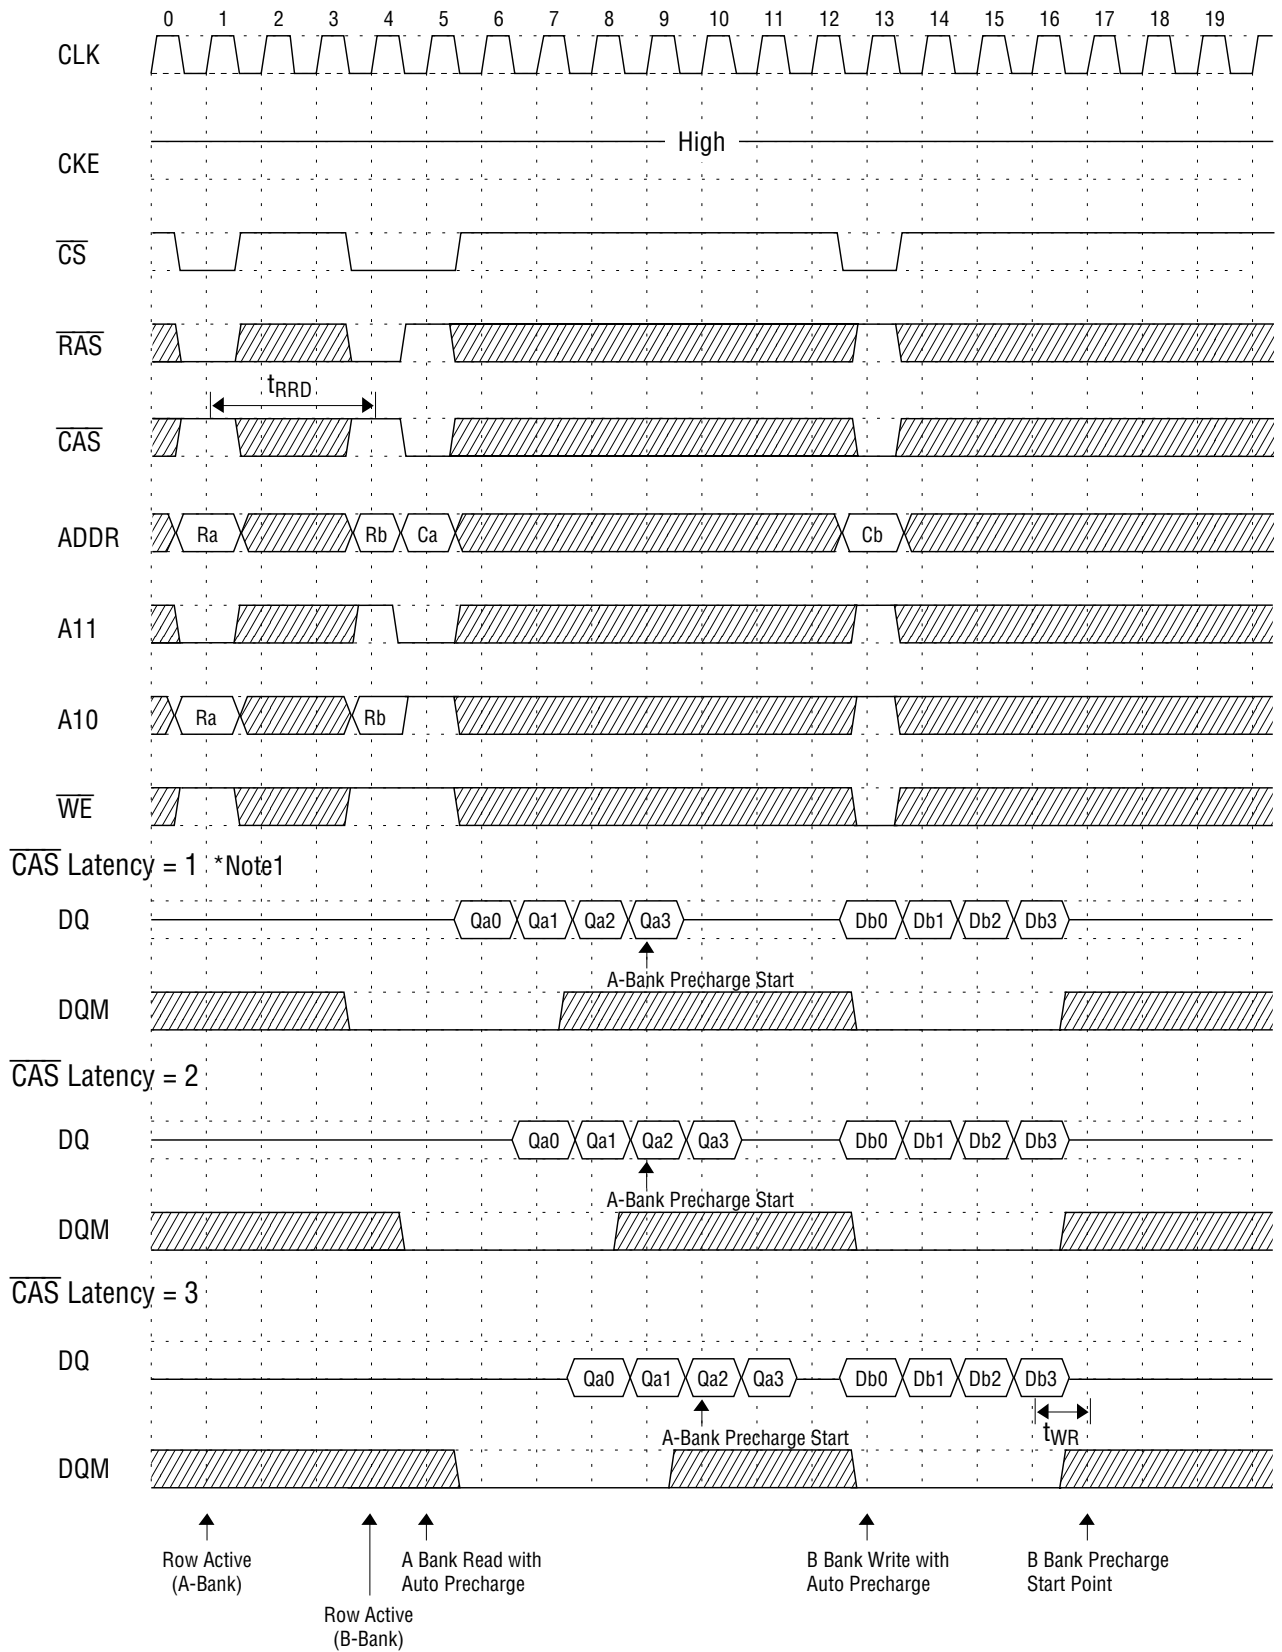 0 1 2 3 4 5 6 7 8 9 10 11 12 13 14 15 16 17 18 19
CLK
High
CKE
CS
RAS
tRRD
CAS
ADDR Ra Rb Ca Cb
A11
A10 Ra Rb
WE
CAS Latency = 1 *Note1
DQ Qa0 Qa1 Qa2 Qa3 Db0 Db1 Db2 Db3
A-Bank Precharge Start
DQM
CAS Latency = 2
DQ Qa0 Qa1 Qa2 Qa3 Db0 Db1 Db2 Db3
A-Bank Precharge Start
DQM
CAS Latency = 3
DQ Qa0 Qa1 Qa2 Qa3 Db0 Db1 Db2 Db3
A-Bank Precharge Start
tWR
DQM
Row Active
(A-Bank)
Row Active
(B-Bank)
A Bank Read with
Auto Precharge
B Bank Write with
Auto Precharge
B Bank Precharge
Start Point